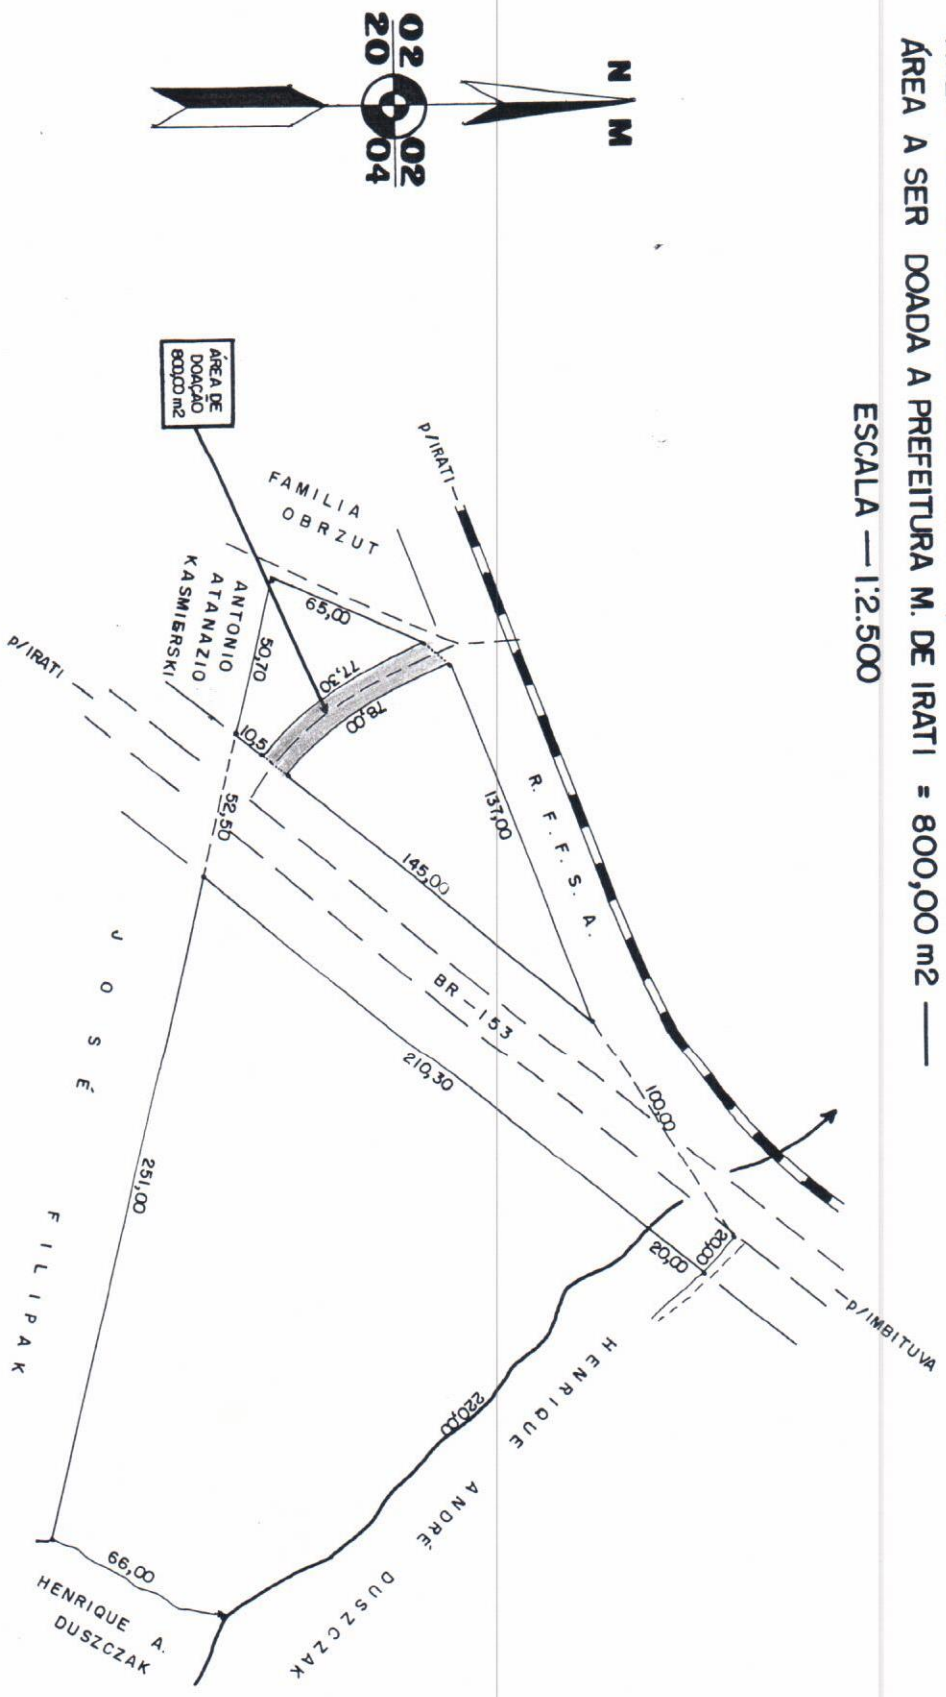 ÁREA A SER DOADA A PREFEITURA M. DE IRATI = 800,00 m2 —
ESCALA — 1:2.500
N M
02 02
20 04
ÁREA DE
DOAÇAO
800,00 m2
FAMILIA
OBRZUT
p/IRATI
ANTONIO
ATANAZIO
KASMIERSKI
p/IRATI
65,00
50,70
77,30
78,00
10,5
52,50
137,00
145,00
R. F. F. S. A.
BR-153
210,30
100,00
20,00
20,00
p/IMBITUVA
JOSÉ FILIPAK
251,00
220,00
HENRIQUE ANDRÉ DUSZCZAK
66,00
HENRIQUE A.
DUSZCZAK